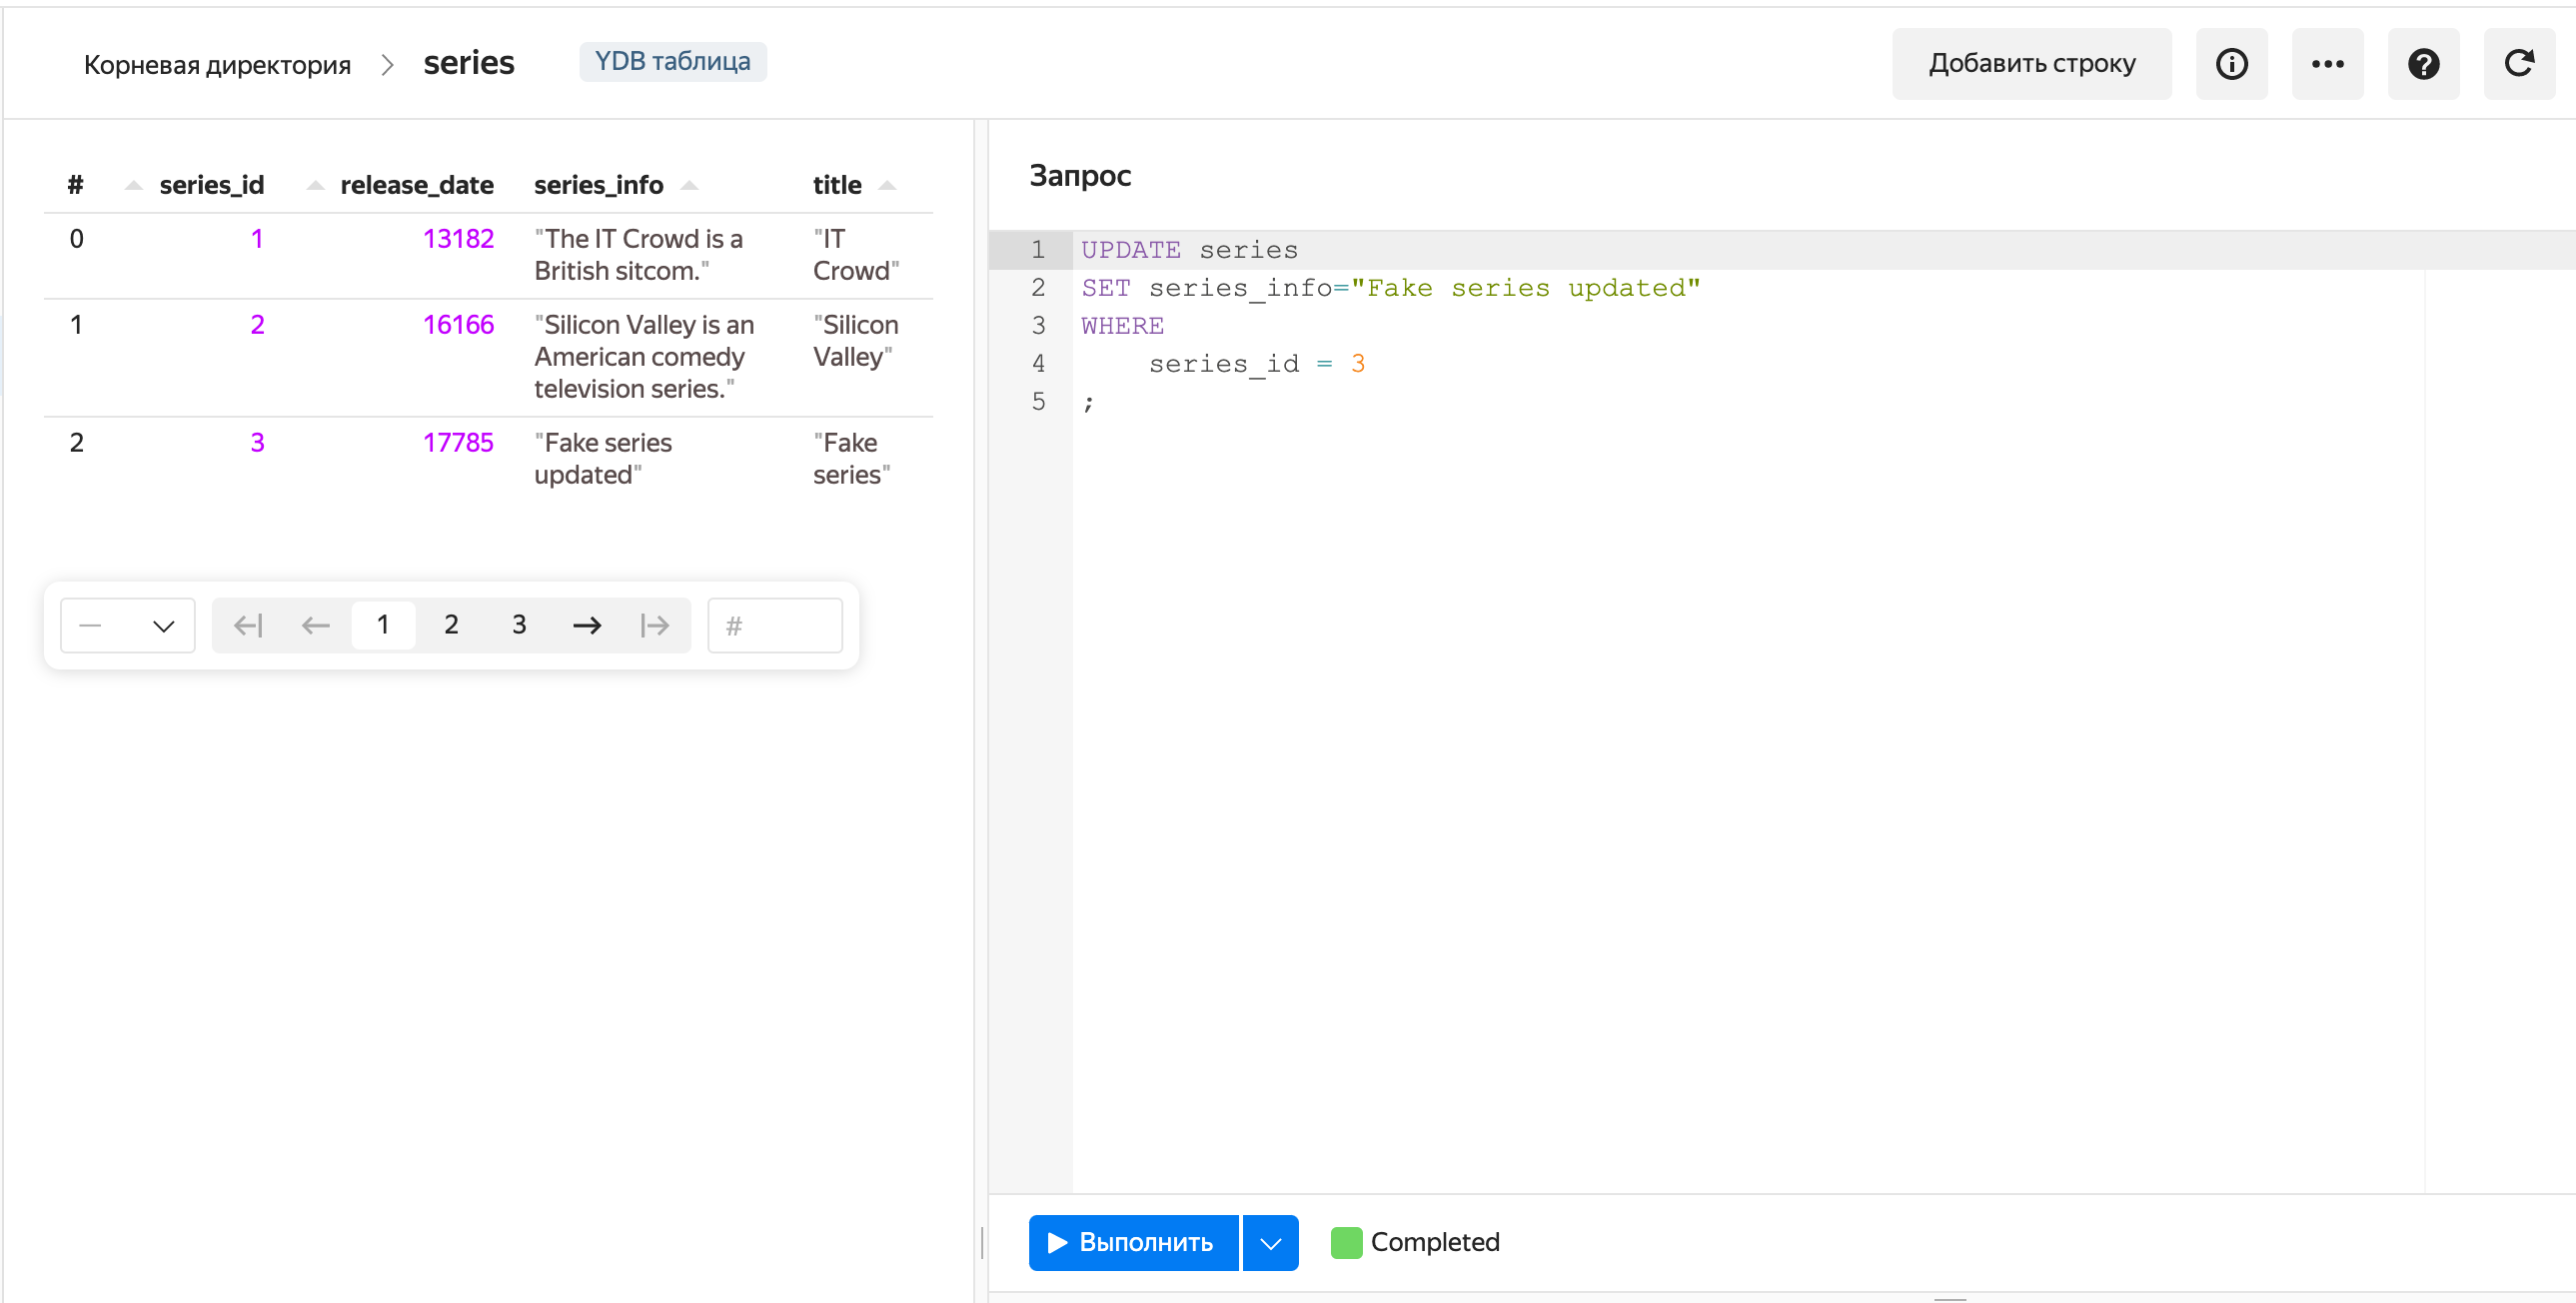 Корневая директория > series YDB таблица Добавить строку
# series_id release_date series_info title
0 1 13182 "The IT Crowd is a "IT
British sitcom." Crowd"
1 2 16166 "Silicon Valley is an "Silicon
American comedy Valley"
television series."
2 3 17785 "Fake series "Fake
updated" series"
— 1 2 3 #
Запрос
1 UPDATE series
2 SET series_info="Fake series updated"
3 WHERE
4 series_id = 3
5 ;
Выполнить Completed